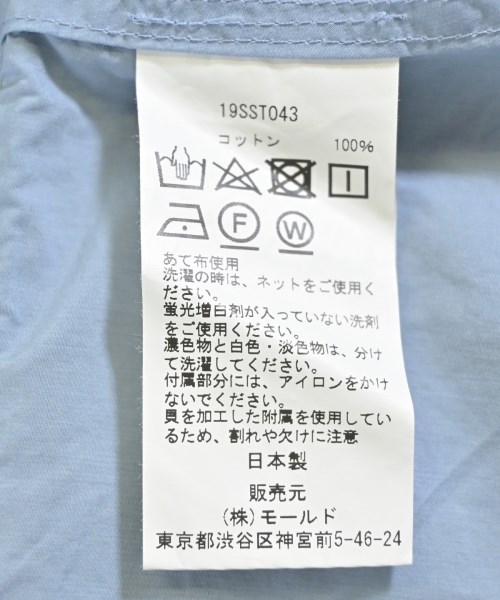 19SST043
コットン 100%
F W
あて布使用
洗濯の時は、ネットをご使用く
ださい。
蛍光増白剤が入っていない洗剤
をご使用ください。
濃色物と白色・淡色物は、分け
て洗濯してください。
付属部分には、アイロンをかけ
ないでください。
貝を加工した附属を使用してい
るため、割れや欠けに注意
日本製
販売元
(株)モールド
東京都渋谷区神宮前5-46-24